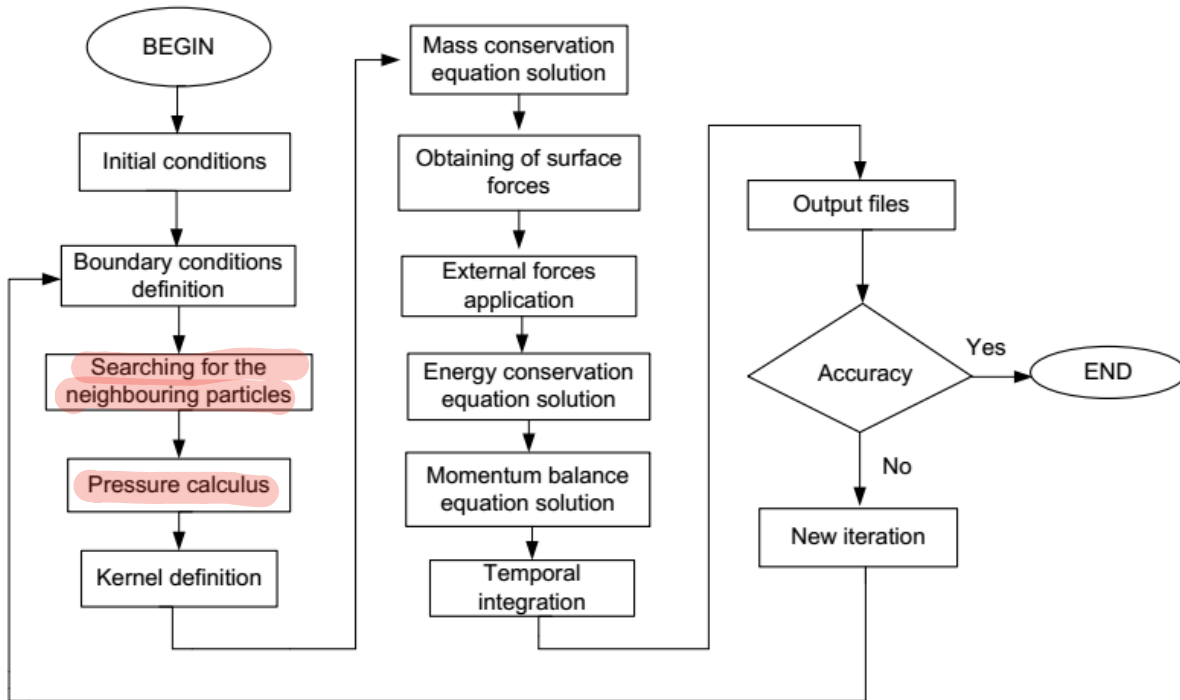 BEGIN
Initial conditions
Boundary conditions
definition
Searching for the
neighbouring particles
Pressure calculus
Kernel definition
Mass conservation
equation solution
Obtaining of surface
forces
External forces
application
Energy conservation
equation solution
Momentum balance
equation solution
Temporal
integration
Output files
Accuracy
Yes
END
No
New iteration